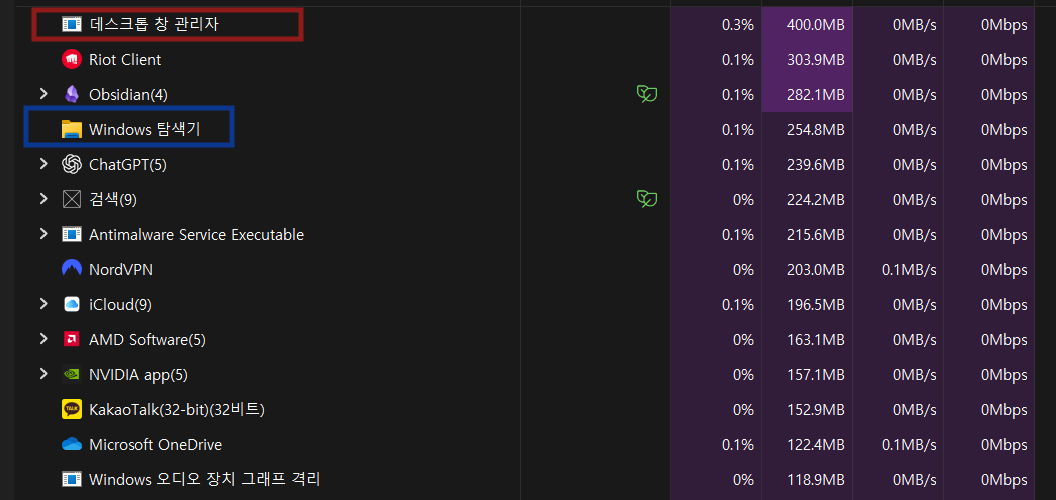 데스크톱 창 관리자 0.3% 400.0MB 0MB/s 0Mbps
Riot Client 0.1% 303.9MB 0MB/s 0Mbps
Obsidian(4) 0.1% 282.1MB 0MB/s 0Mbps
Windows 탐색기 0.1% 254.8MB 0MB/s 0Mbps
ChatGPT(5) 0.1% 239.6MB 0MB/s 0Mbps
검색(9) 0% 224.2MB 0MB/s 0Mbps
Antimalware Service Executable 0.1% 215.6MB 0MB/s 0Mbps
NordVPN 0% 203.0MB 0.1MB/s 0Mbps
iCloud(9) 0.1% 196.5MB 0MB/s 0Mbps
AMD Software(5) 0% 163.1MB 0MB/s 0Mbps
NVIDIA app(5) 0% 157.1MB 0MB/s 0Mbps
KakaoTalk(32-bit)(32비트) 0% 152.9MB 0MB/s 0Mbps
Microsoft OneDrive 0.1% 122.4MB 0.1MB/s 0Mbps
Windows 오디오 장치 그래프 격리 0% 118.9MB 0MB/s 0Mbps